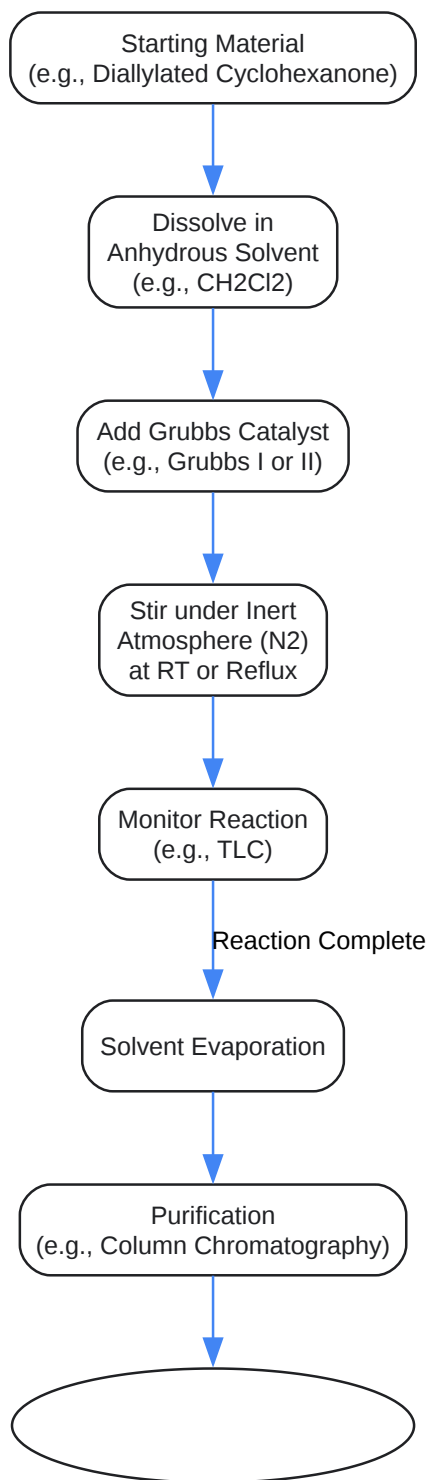 Starting Material
(e.g., Diallylated Cyclohexanone)
Dissolve in
Anhydrous Solvent
(e.g., CH2Cl2)
Add Grubbs Catalyst
(e.g., Grubbs I or II)
Stir under Inert
Atmosphere (N2)
at RT or Reflux
Monitor Reaction
(e.g., TLC)
Reaction Complete
Solvent Evaporation
Purification
(e.g., Column Chromatography)